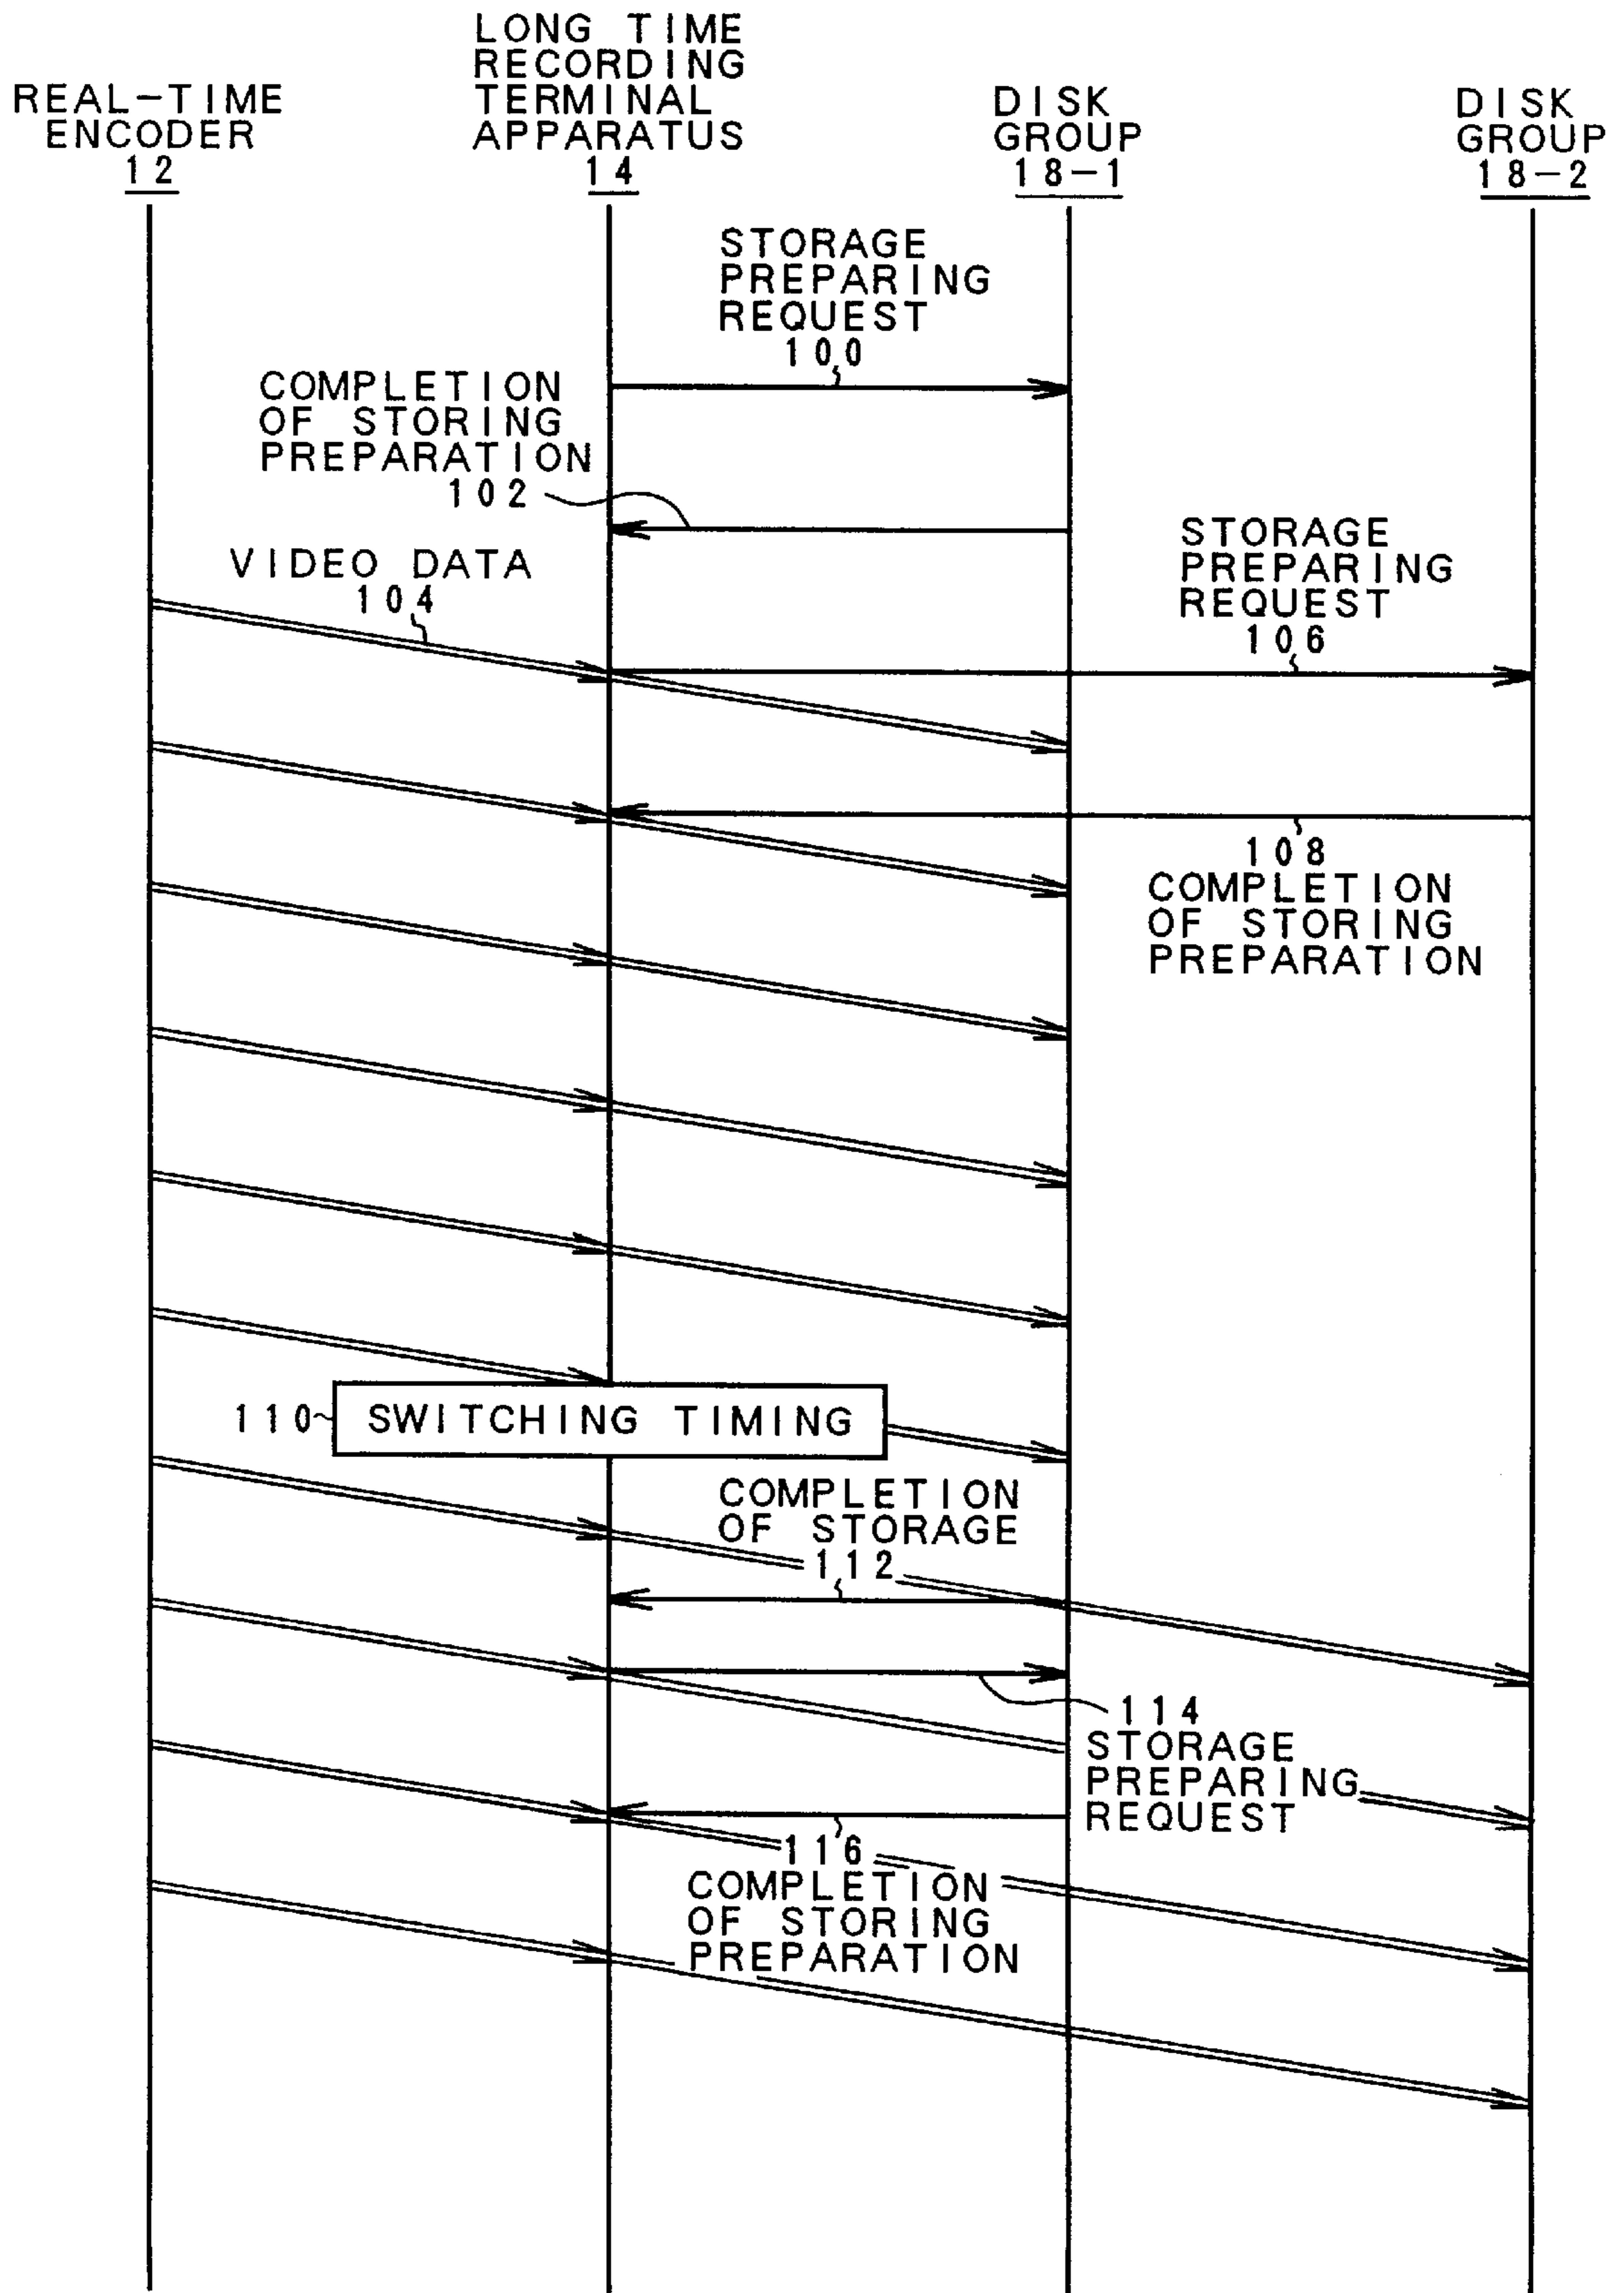 REAL-TIME
ENCODER
12
LONG TIME
RECORDING
TERMINAL
APPARATUS
14
DISK
GROUP
18-1
DISK
GROUP
18-2
STORAGE
PREPARING
REQUEST
100
COMPLETION
OF STORING
PREPARATION
102
VIDEO DATA
104
STORAGE
PREPARING
REQUEST
106
108
COMPLETION
OF STORING
PREPARATION
110
SWITCHING TIMING
COMPLETION
OF STORAGE
112
114
STORAGE
PREPARING
REQUEST
116
COMPLETION
OF STORING
PREPARATION